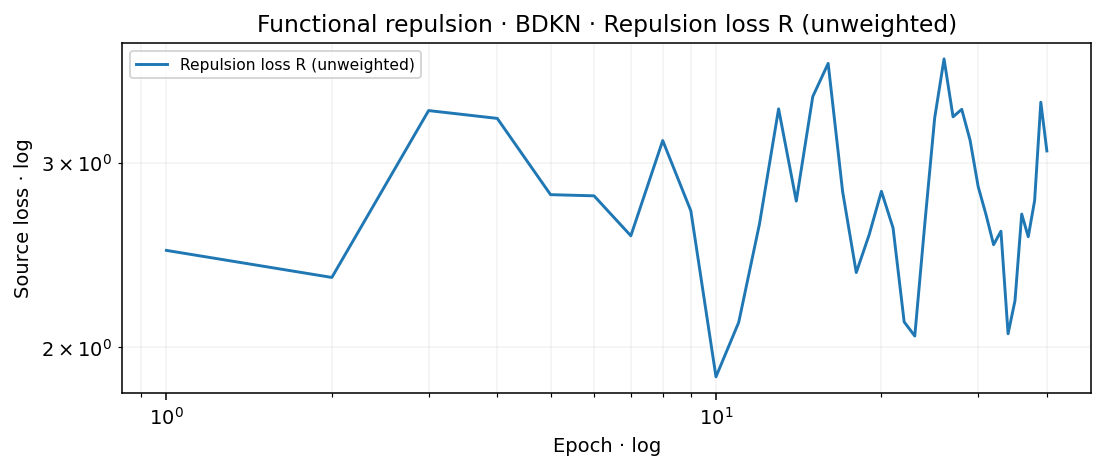 Functional repulsion · BDKN · Repulsion loss R (unweighted)
Repulsion loss R (unweighted)
Source loss · log
3 × 10⁰
2 × 10⁰
10⁰ 10¹
Epoch · log